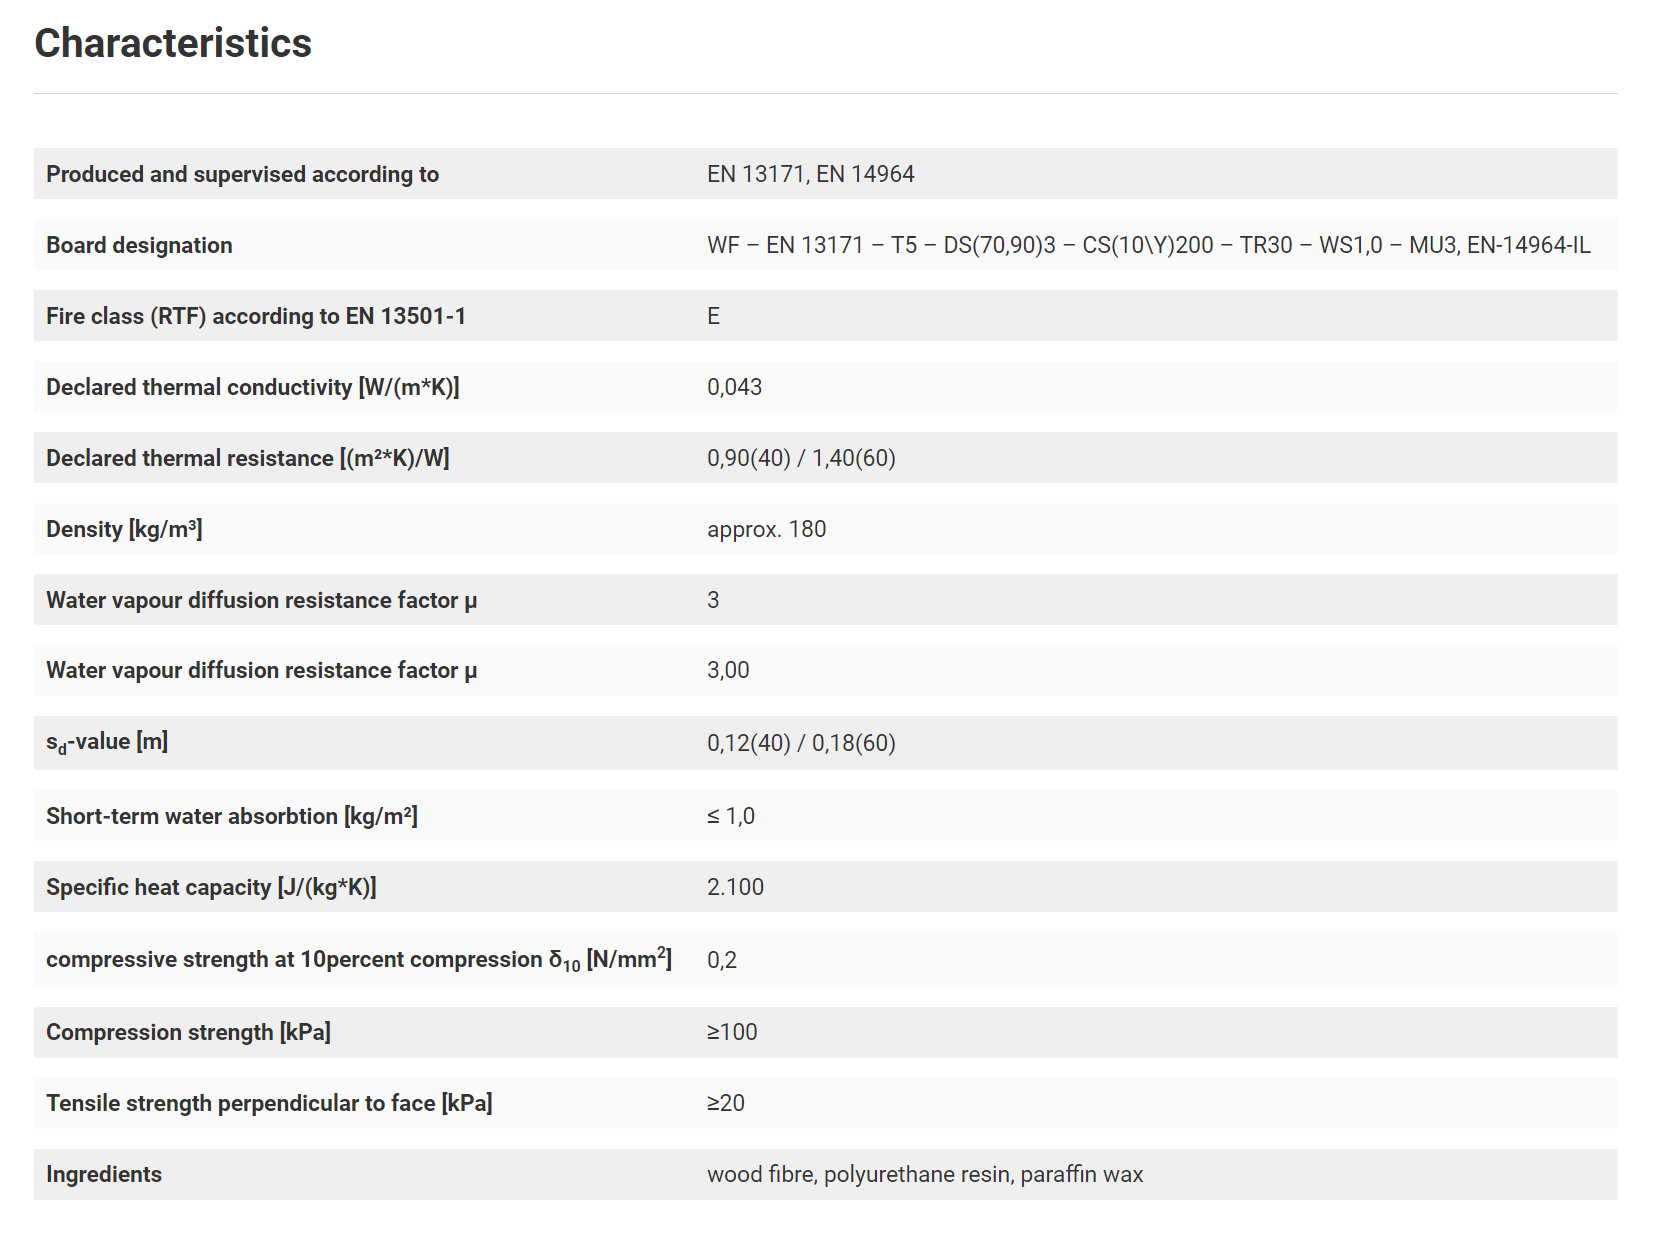 Characteristics
Produced and supervised according to EN 13171, EN 14964
Board designation WF – EN 13171 – T5 – DS(70,90)3 – CS(10\Y)200 – TR30 – WS1,0 – MU3, EN-14964-IL
Fire class (RTF) according to EN 13501-1 E
Declared thermal conductivity [W/(m*K)] 0,043
Declared thermal resistance [(m²*K)/W] 0,90(40) / 1,40(60)
Density [kg/m³] approx. 180
Water vapour diffusion resistance factor µ 3
Water vapour diffusion resistance factor µ 3,00
s_d-value [m] 0,12(40) / 0,18(60)
Short-term water absorbtion [kg/m²] ≤ 1,0
Specific heat capacity [J/(kg*K)] 2.100
compressive strength at 10percent compression δ₁₀ [N/mm²] 0,2
Compression strength [kPa] ≥100
Tensile strength perpendicular to face [kPa] ≥20
Ingredients wood fibre, polyurethane resin, paraffin wax